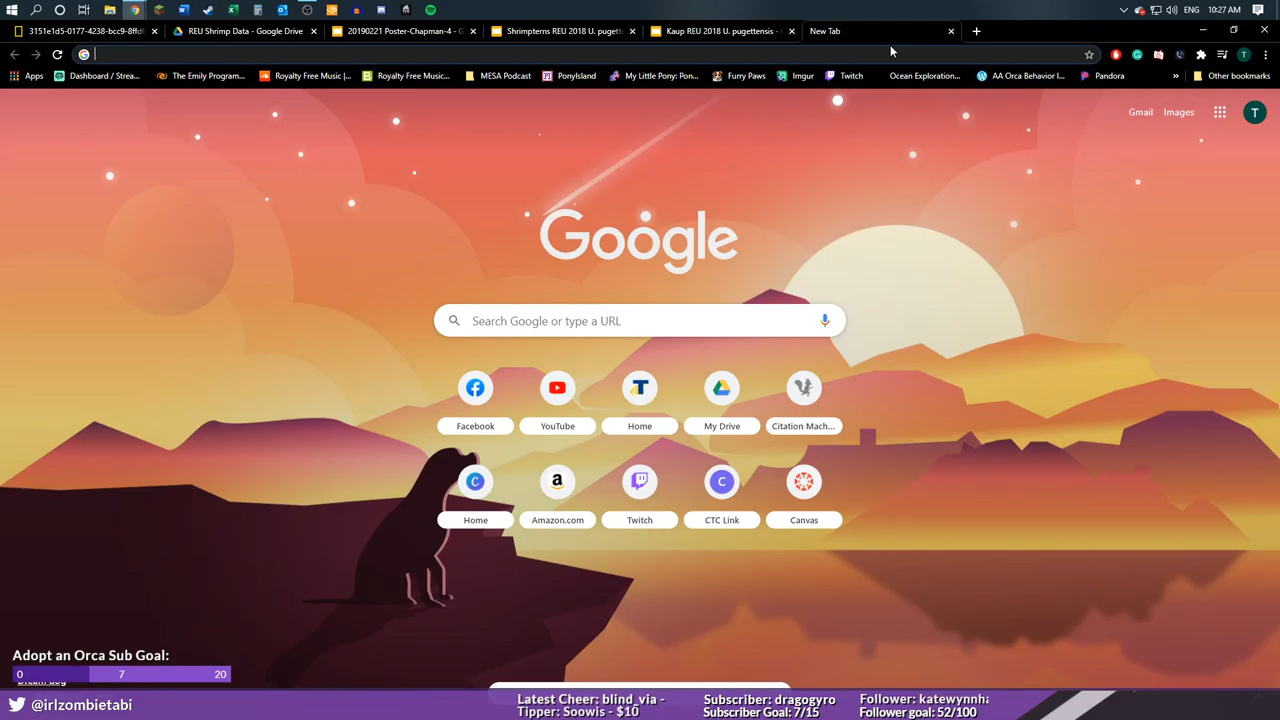 ENG 10:27 AM
3151e1d5-0177-4238-bcc9-8ffd
REU Shrimp Data - Google Drive
20190221 Poster-Chapman-4 - G
Shrimpterns REU 2018 U. pugett
Kaup REU 2018 U. pugettensis -
New Tab
Apps
Dashboard / Strea...
The Emily Program...
Royalty Free Music |...
Royalty Free Music...
MESA Podcast
PonyIsland
My Little Pony: Pon...
Furry Paws
Imgur
Twitch
Ocean Exploration...
AA Orca Behavior I...
Pandora
»
Other bookmarks
Gmail Images
T
Google
Search Google or type a URL
Facebook
YouTube
Home
My Drive
Citation Mach...
Home
Amazon.com
Twitch
CTC Link
Canvas
Adopt an Orca Sub Goal:
0 7 20
@irlzombietabi
Latest Cheer: blind_via -
Tipper: Soowis - $10
Subscriber: dragogyro
Subscriber Goal: 7/15
Follower: katewynnh
Follower goal: 52/100